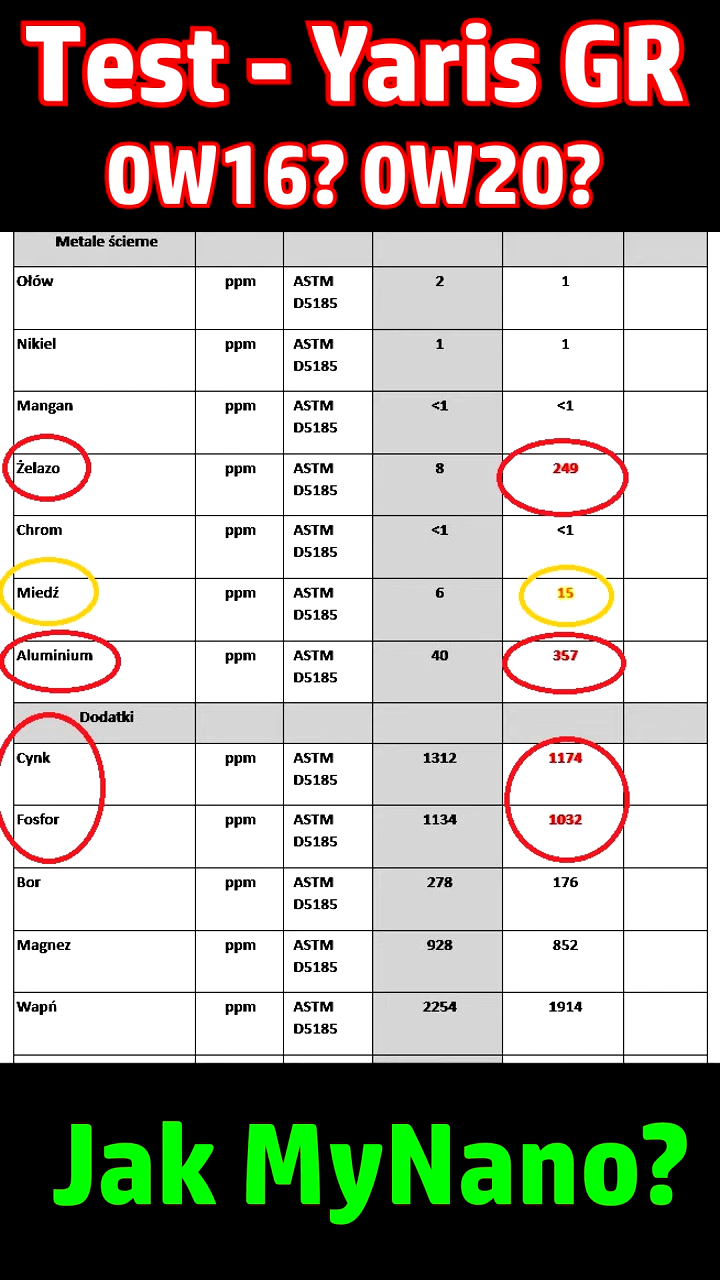 Test - Yaris GR
0W16? 0W20?
Metale ścierne
Ołów ppm ASTM D5185 2 1
Nikiel ppm ASTM D5185 1 1
Mangan ppm ASTM D5185 <1 <1
Żelazo ppm ASTM D5185 8 249
Chrom ppm ASTM D5185 <1 <1
Miedź ppm ASTM D5185 6 15
Aluminium ppm ASTM D5185 40 357
Dodatki
Cynk ppm ASTM D5185 1312 1174
Fosfor ppm ASTM D5185 1134 1032
Bor ppm ASTM D5185 278 176
Magnez ppm ASTM D5185 928 852
Wapń ppm ASTM D5185 2254 1914
Jak MyNano?